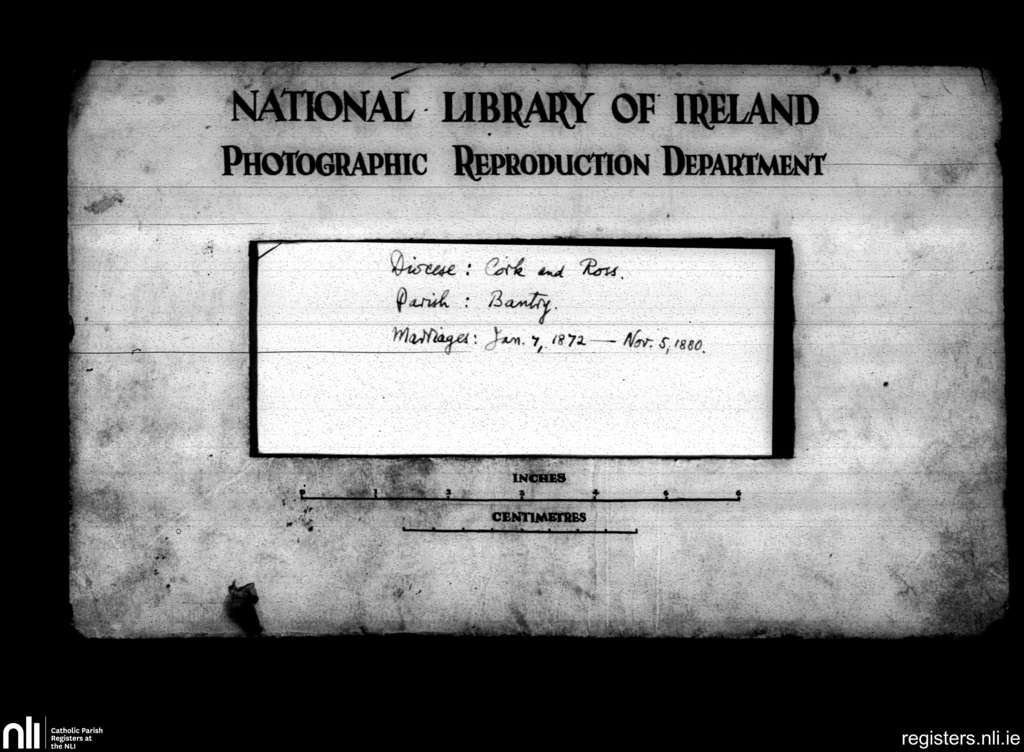 NATIONAL LIBRARY OF IRELAND
PHOTOGRAPHIC REPRODUCTION DEPARTMENT
Diocese : Cork and Ross.
Parish : Bantry.
Marriages : Jan. 7, 1872 — Nov. 5, 1880.
INCHES
0 1 2 3 4 5 6
CENTIMETRES
nli
Catholic Parish
Registers at
the NLI
registers.nli.ie